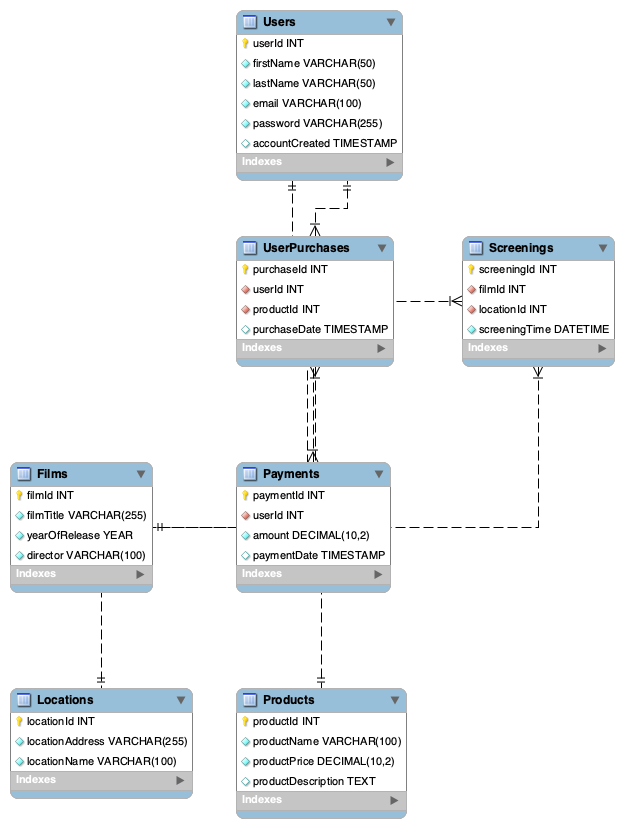 Users
userId INT
firstName VARCHAR(50)
lastName VARCHAR(50)
email VARCHAR(100)
password VARCHAR(255)
accountCreated TIMESTAMP
Indexes
UserPurchases
purchaseId INT
userId INT
productId INT
purchaseDate TIMESTAMP
Indexes
Screenings
screeningId INT
filmId INT
locationId INT
screeningTime DATETIME
Indexes
Films
filmId INT
filmTitle VARCHAR(255)
yearOfRelease YEAR
director VARCHAR(100)
Indexes
Payments
paymentId INT
userId INT
amount DECIMAL(10,2)
paymentDate TIMESTAMP
Indexes
Locations
locationId INT
locationAddress VARCHAR(255)
locationName VARCHAR(100)
Indexes
Products
productId INT
productName VARCHAR(100)
productPrice DECIMAL(10,2)
productDescription TEXT
Indexes